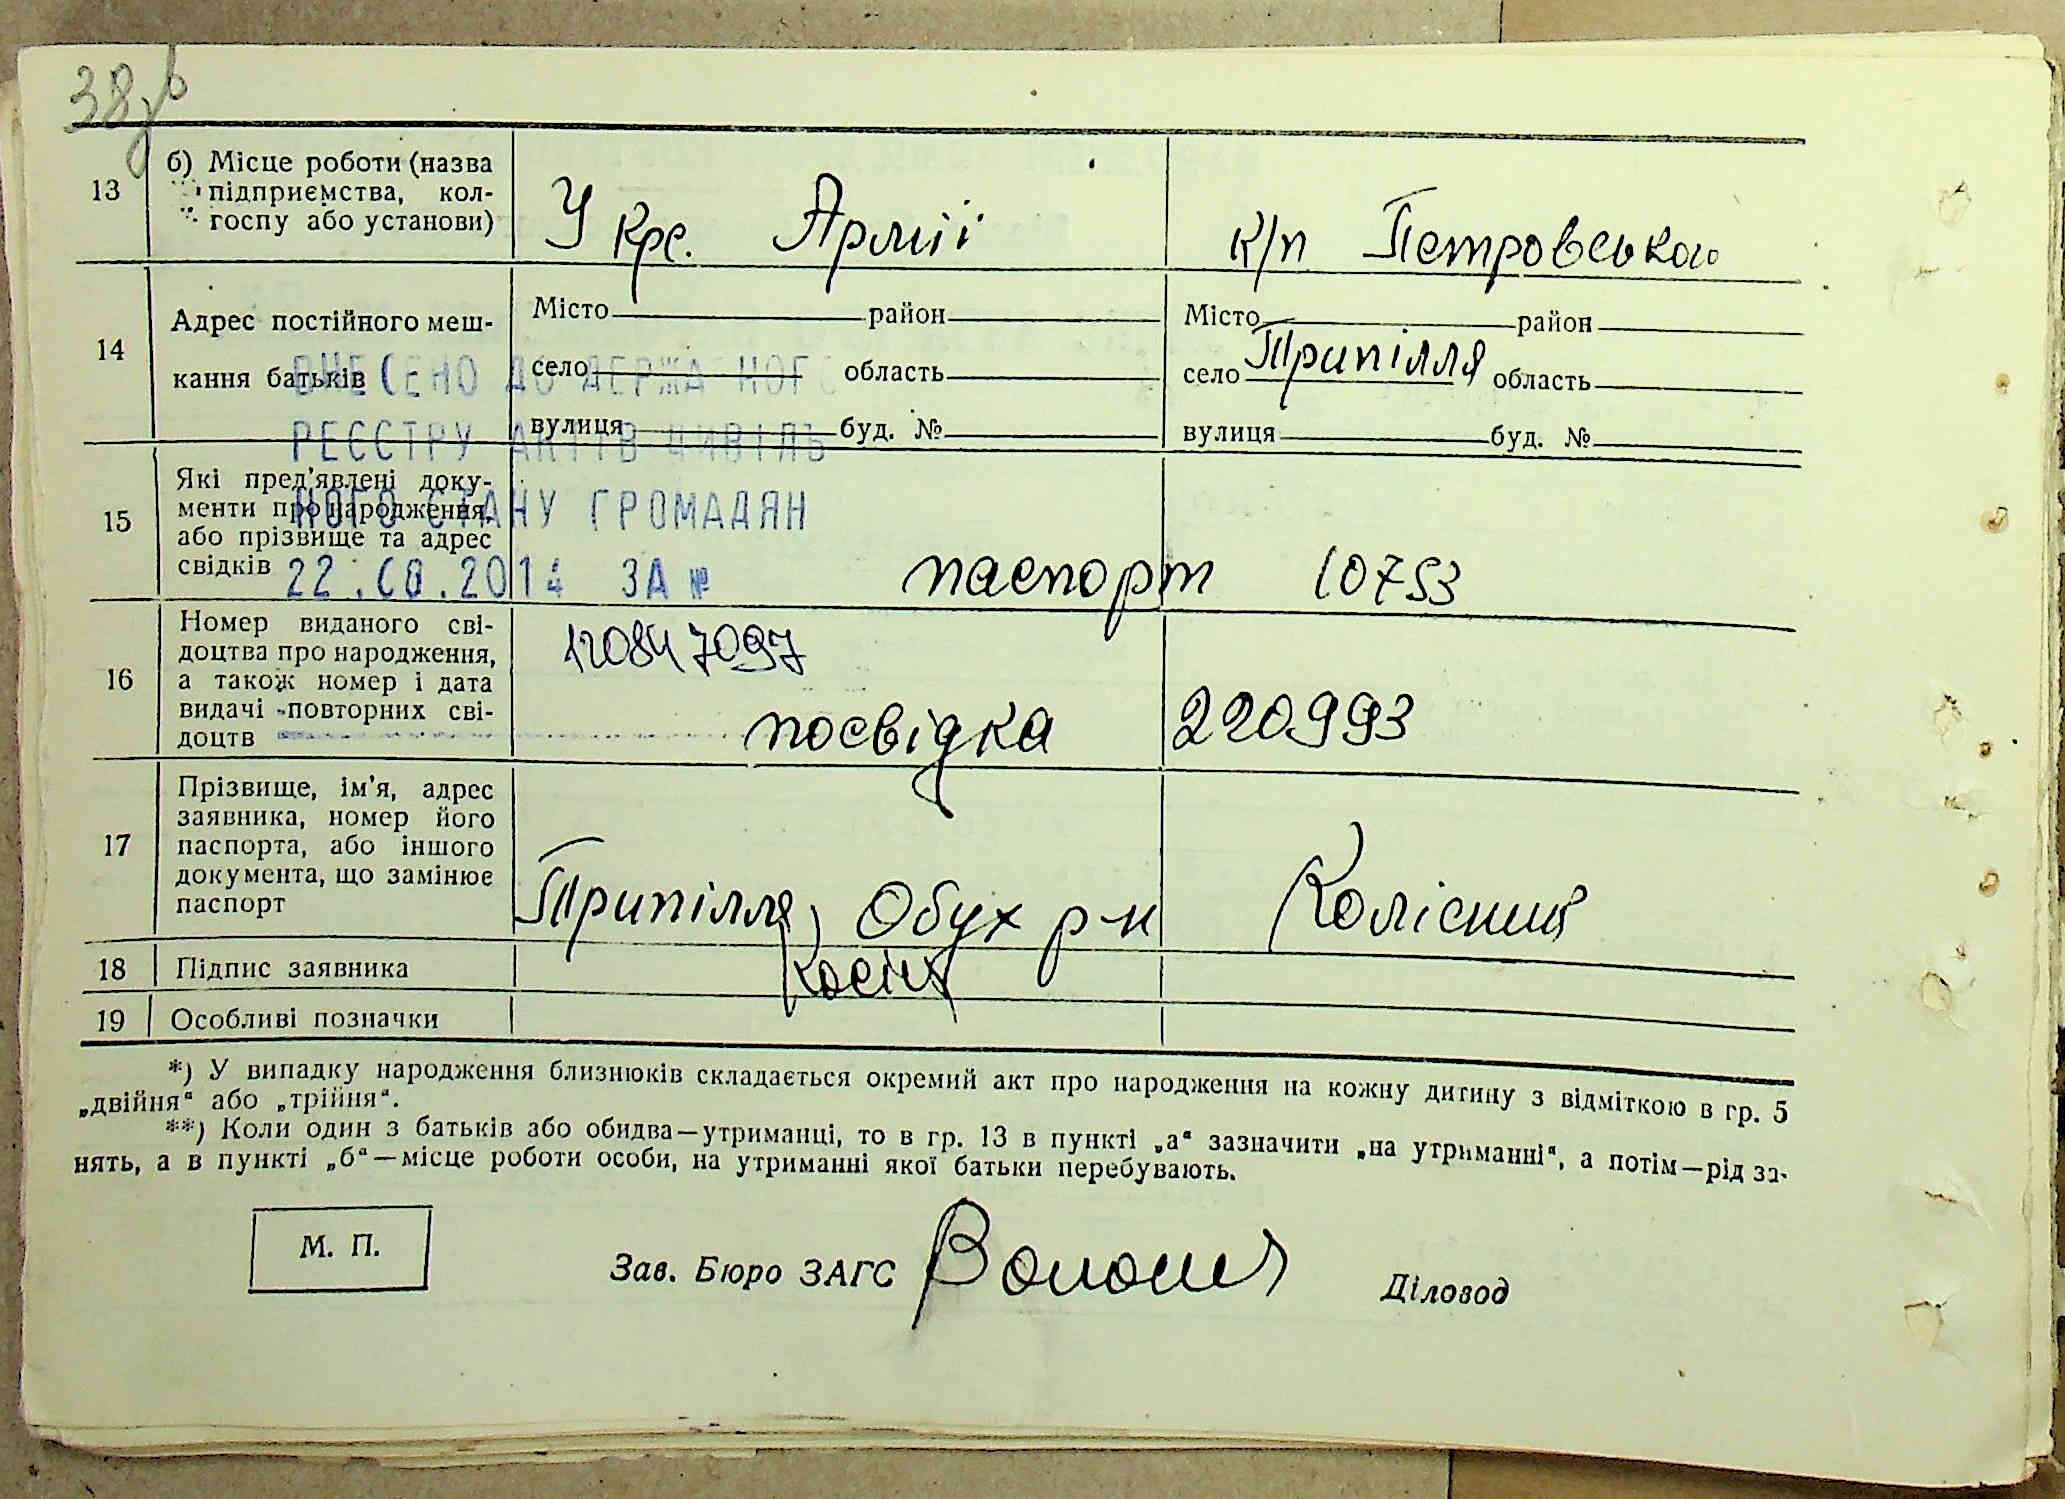 38
13
б) Місце роботи (назва
підприємства, кол-
госпу або установи)
У Крс. Армії
к/п Петровського
14
Адрес постійного меш-
кання батьків
Місто район
село область
вулиця буд. №
Місто район
село Трипілля область
вулиця буд. №
ВНЕСЕНО ДО ДЕРЖА НОГО
РЕЄСТРУ АКТІВ ЦИВІЛЬ
НОГО СТАНУ ГРОМАДЯН
22.08.2014 ЗА №
15
Які пред'явлені доку-
менти про народження,
або прізвище та адрес
свідків
паспорт 10753
16
Номер виданого сві-
доцтва про народження,
а також номер і дата
видачі повторних сві-
доцтв
посвідка 220993
17
Прізвище, ім'я, адрес
заявника, номер його
паспорта, або іншого
документа, що замінює
паспорт
Трипілля, Обух р-н
18
Підпис заявника
19
Особливі позначки
*) У випадку народження близнюків складається окремий акт про народження на кожну дитину з відміткою в гр. 5
„двійня“ або „трійня“.
**) Коли один з батьків або обидва—утриманці, то в гр. 13 в пункті „а“ зазначити „на утриманні“, а потім—рід за-
нять, а в пункті „б“—місце роботи особи, на утриманні якої батьки перебувають.
М. П.
Зав. Бюро ЗАГС
Діловод